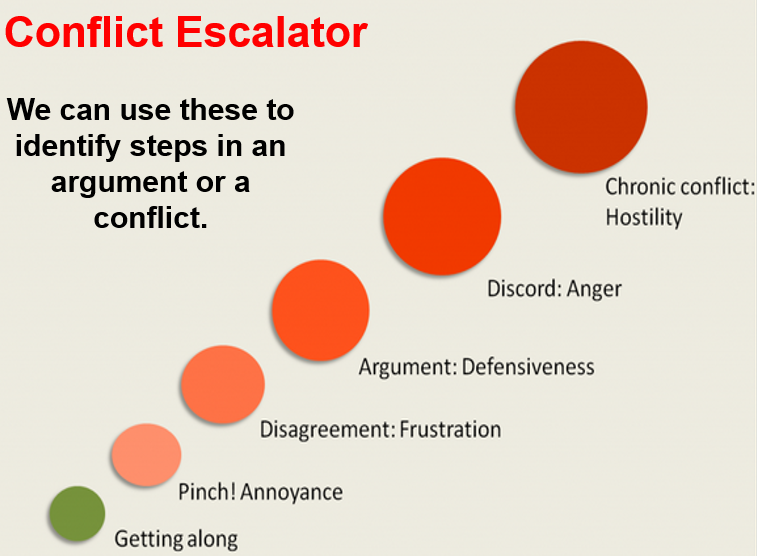 Conflict Escalator
We can use these to
identify steps in an
argument or a
conflict.
Chronic conflict:
Hostility
Discord: Anger
Argument: Defensiveness
Disagreement: Frustration
Pinch! Annoyance
Getting along